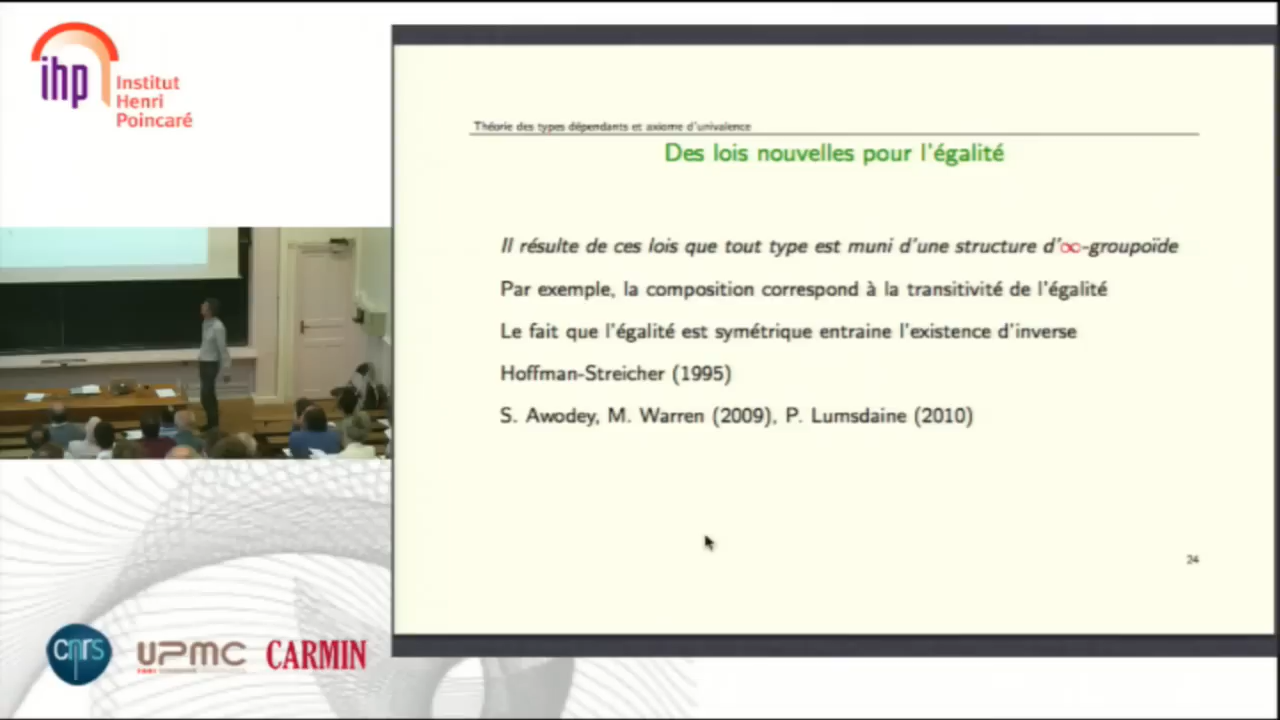 ihp
Institut
Henri
Poincaré
Théorie des types dépendants et axiome d'univalence
Des lois nouvelles pour l'égalité
Il résulte de ces lois que tout type est muni d'une structure d'∞-groupoïde
Par exemple, la composition correspond à la transitivité de l'égalité
Le fait que l'égalité est symétrique entraine l'existence d'inverse
Hoffman-Streicher (1995)
S. Awodey, M. Warren (2009), P. Lumsdaine (2010)
24
cnrs
UPMC
CARMIN